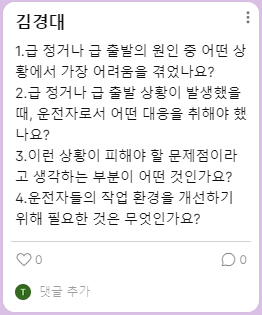 김경대
1.급 정거나 급 출발의 원인 중 어떤 상
황에서 가장 어려움을 겪었나요?
2.급 정거나 급 출발 상황이 발생했을
때, 운전자로서 어떤 대응을 취해야 했
나요?
3.이런 상황이 피해야 할 문제점이라
고 생각하는 부분이 어떤 것인가요?
4.운전자들의 작업 환경을 개선하기
위해 필요한 것은 무엇인가요?
0 0
T 댓글 추가